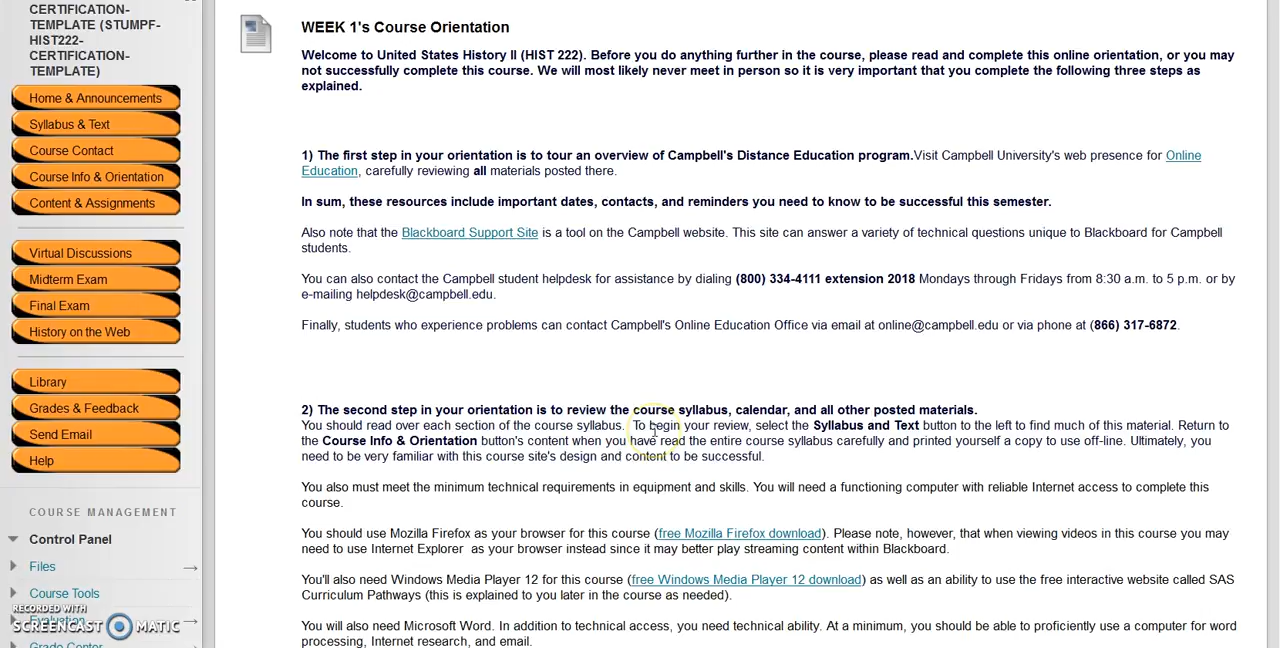 CERTIFICATION-
TEMPLATE (STUMPF-
HIST222-
CERTIFICATION-
TEMPLATE)
Home & Announcements
Syllabus & Text
Course Contact
Course Info & Orientation
Content & Assignments
Virtual Discussions
Midterm Exam
Final Exam
History on the Web
Library
Grades & Feedback
Send Email
Help
COURSE MANAGEMENT
Control Panel
Files
Course Tools
Evaluation
Grade Center
RECORDED WITH
SCREENCAST MATIC
WEEK 1's Course Orientation
Welcome to United States History II (HIST 222). Before you do anything further in the course, please read and complete this online orientation, or you may
not successfully complete this course. We will most likely never meet in person so it is very important that you complete the following three steps as
explained.
1) The first step in your orientation is to tour an overview of Campbell's Distance Education program.Visit Campbell University's web presence for Online
Education, carefully reviewing all materials posted there.
In sum, these resources include important dates, contacts, and reminders you need to know to be successful this semester.
Also note that the Blackboard Support Site is a tool on the Campbell website. This site can answer a variety of technical questions unique to Blackboard for Campbell
students.
You can also contact the Campbell student helpdesk for assistance by dialing (800) 334-4111 extension 2018 Mondays through Fridays from 8:30 a.m. to 5 p.m. or by
e-mailing helpdesk@campbell.edu.
Finally, students who experience problems can contact Campbell's Online Education Office via email at online@campbell.edu or via phone at (866) 317-6872.
2) The second step in your orientation is to review the course syllabus, calendar, and all other posted materials.
You should read over each section of the course syllabus. To begin your review, select the Syllabus and Text button to the left to find much of this material. Return to
the Course Info & Orientation button's content when you have read the entire course syllabus carefully and printed yourself a copy to use off-line. Ultimately, you
need to be very familiar with this course site's design and content to be successful.
You also must meet the minimum technical requirements in equipment and skills. You will need a functioning computer with reliable Internet access to complete this
course.
You should use Mozilla Firefox as your browser for this course (free Mozilla Firefox download). Please note, however, that when viewing videos in this course you may
need to use Internet Explorer as your browser instead since it may better play streaming content within Blackboard.
You'll also need Windows Media Player 12 for this course (free Windows Media Player 12 download) as well as an ability to use the free interactive website called SAS
Curriculum Pathways (this is explained to you later in the course as needed).
You will also need Microsoft Word. In addition to technical access, you need technical ability. At a minimum, you should be able to proficiently use a computer for word
processing, Internet research, and email.